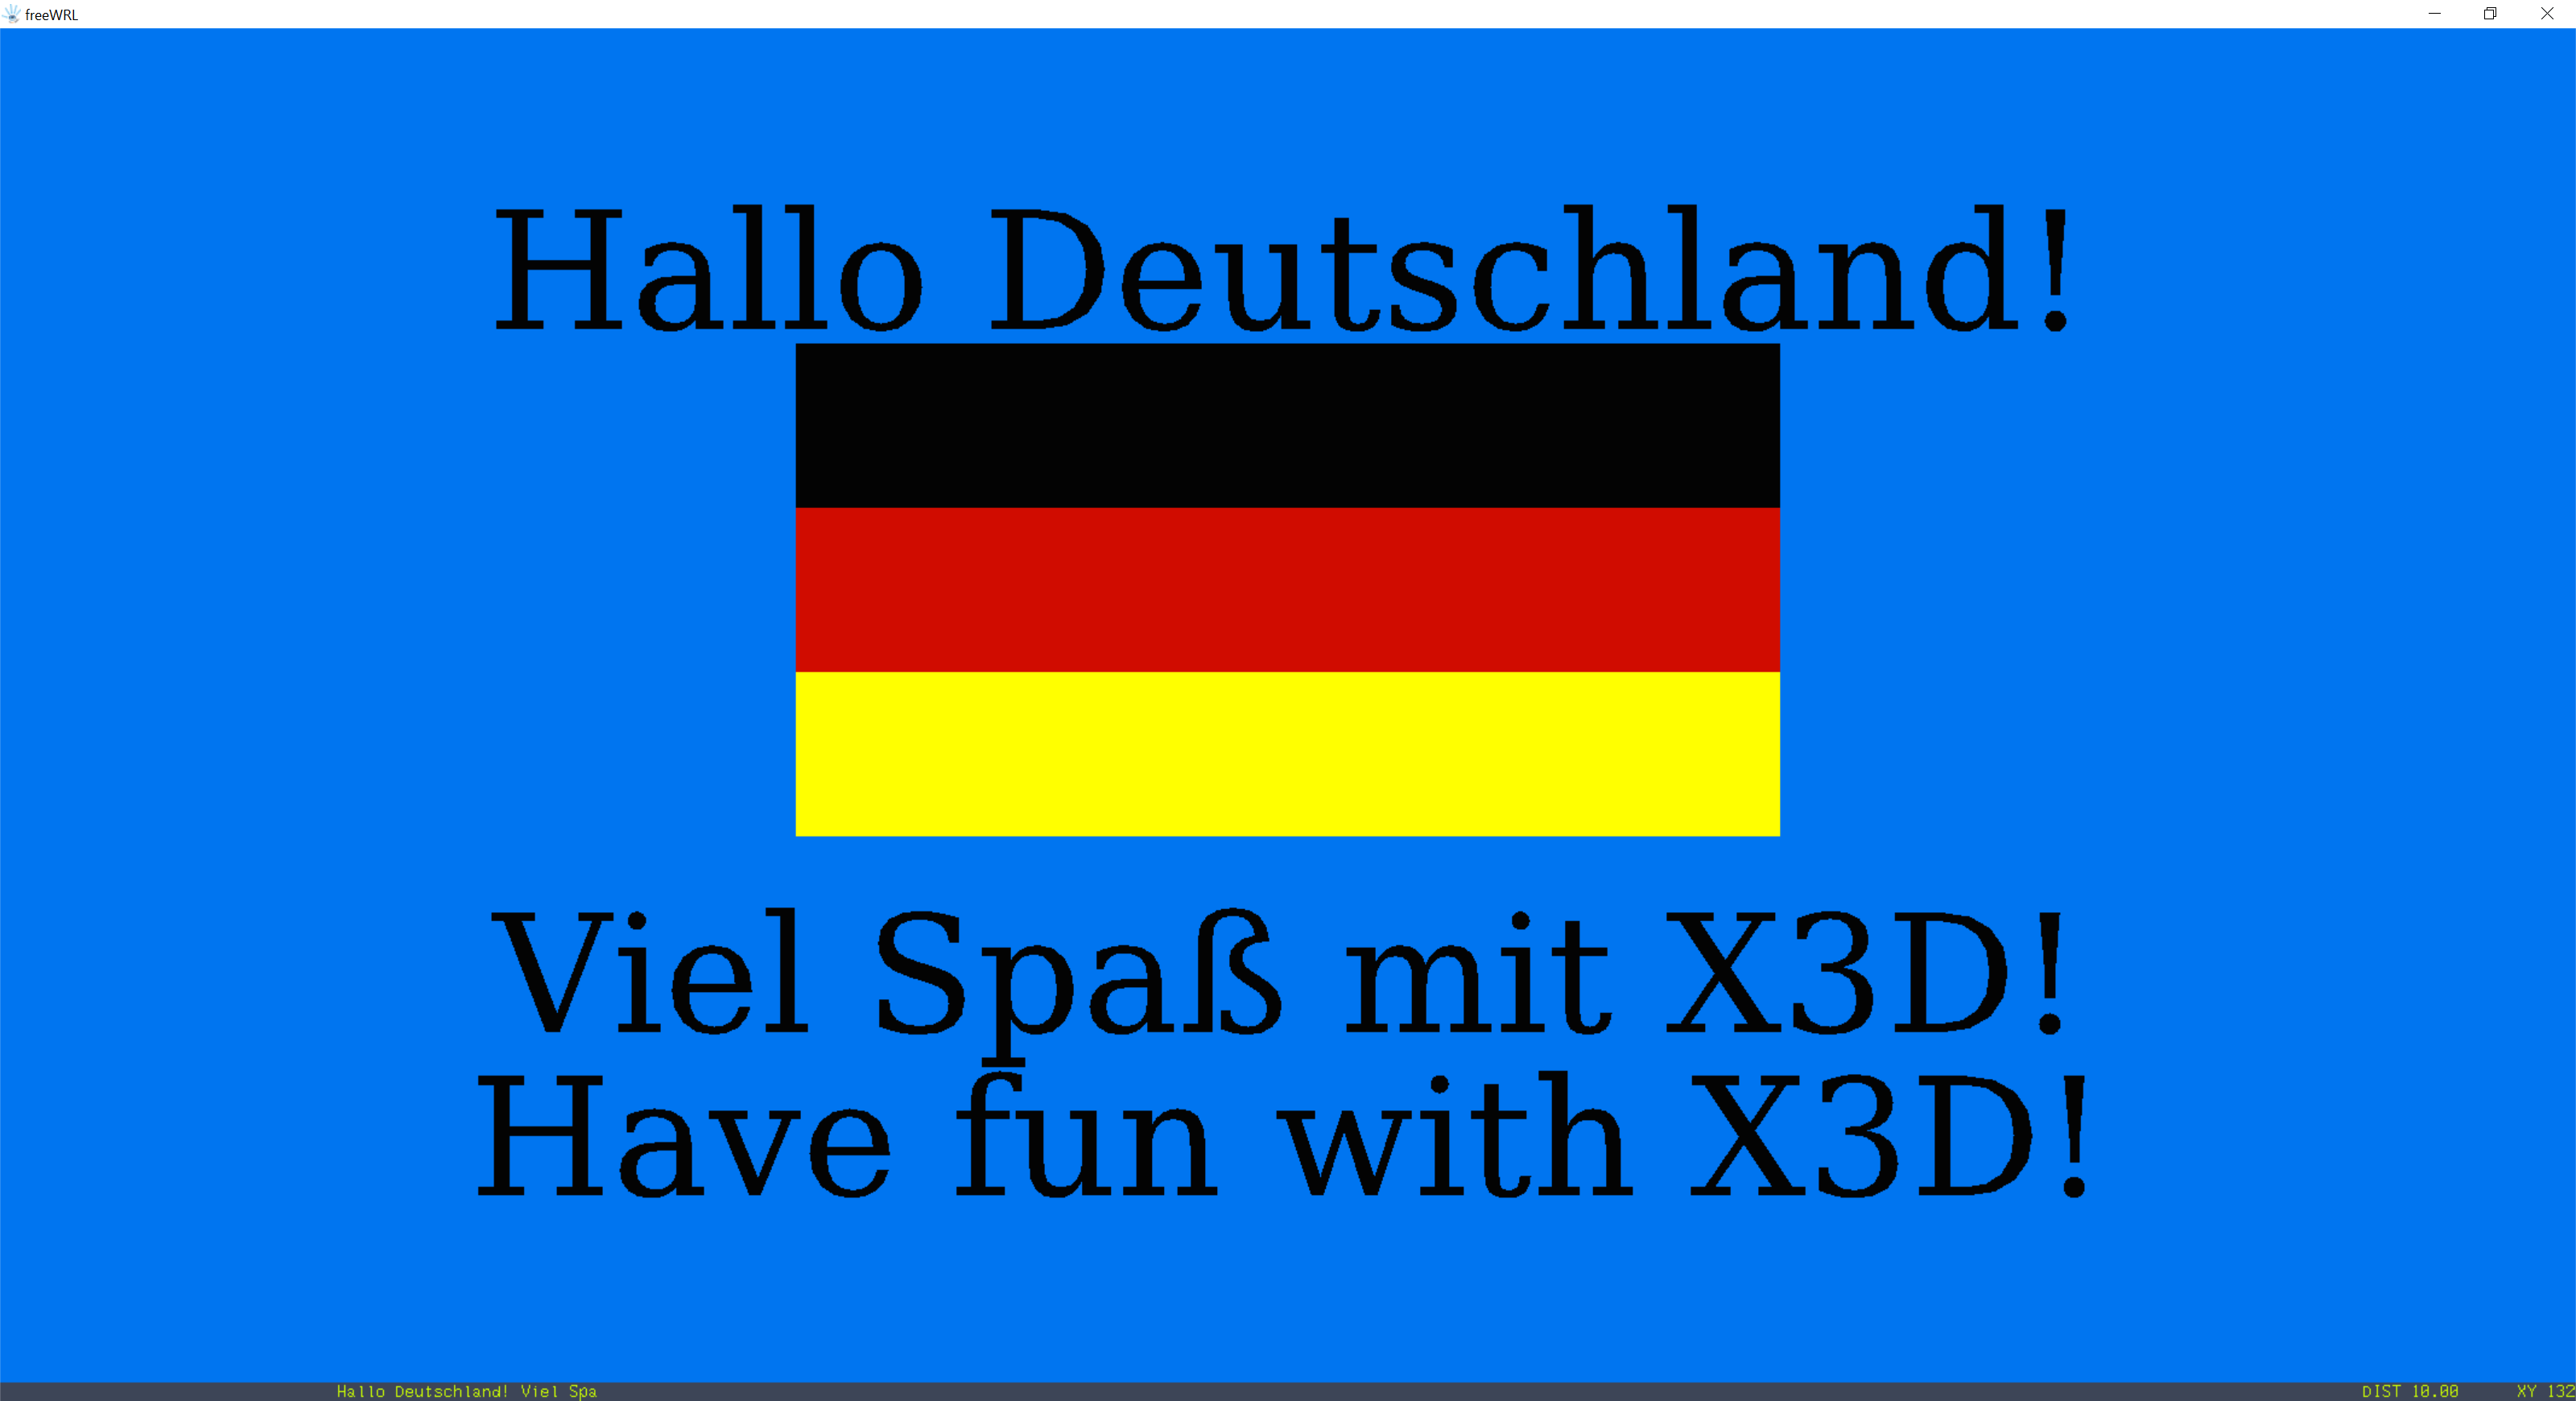 freeWRL
Hallo Deutschland!
Viel Spaß mit X3D!
Have fun with X3D!
Hallo Deutschland! Viel Spa
DIST 10.00 XY 132